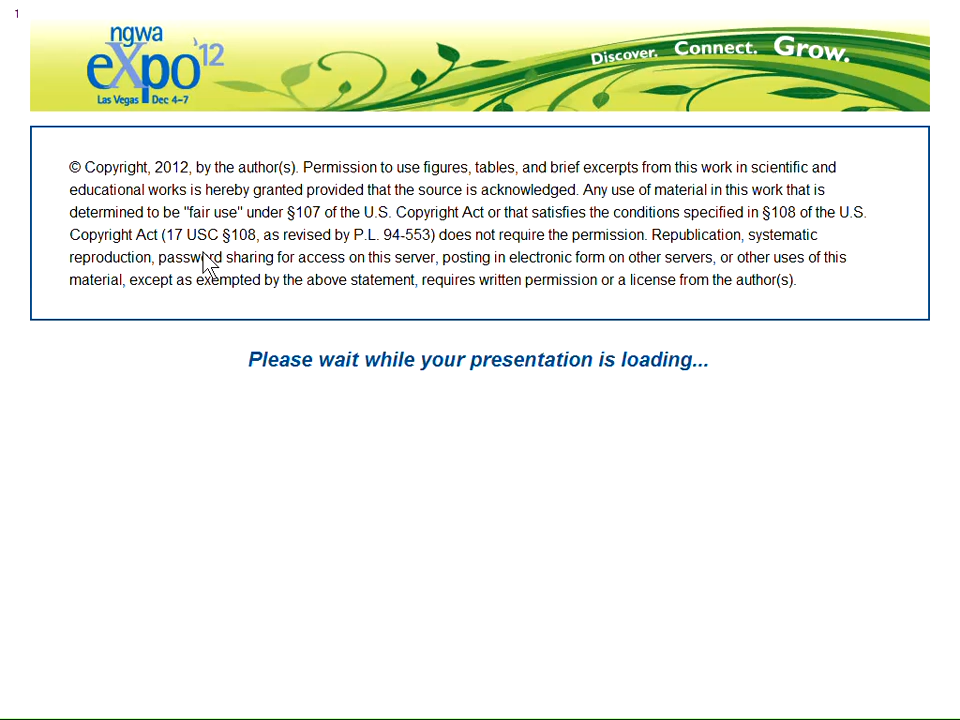 1
ngwa
expo '12
Las Vegas Dec 4–7
Discover. Connect. Grow.
© Copyright, 2012, by the author(s). Permission to use figures, tables, and brief excerpts from this work in scientific and
educational works is hereby granted provided that the source is acknowledged. Any use of material in this work that is
determined to be "fair use" under §107 of the U.S. Copyright Act or that satisfies the conditions specified in §108 of the U.S.
Copyright Act (17 USC §108, as revised by P.L. 94-553) does not require the permission. Republication, systematic
reproduction, password sharing for access on this server, posting in electronic form on other servers, or other uses of this
material, except as exempted by the above statement, requires written permission or a license from the author(s).
Please wait while your presentation is loading...